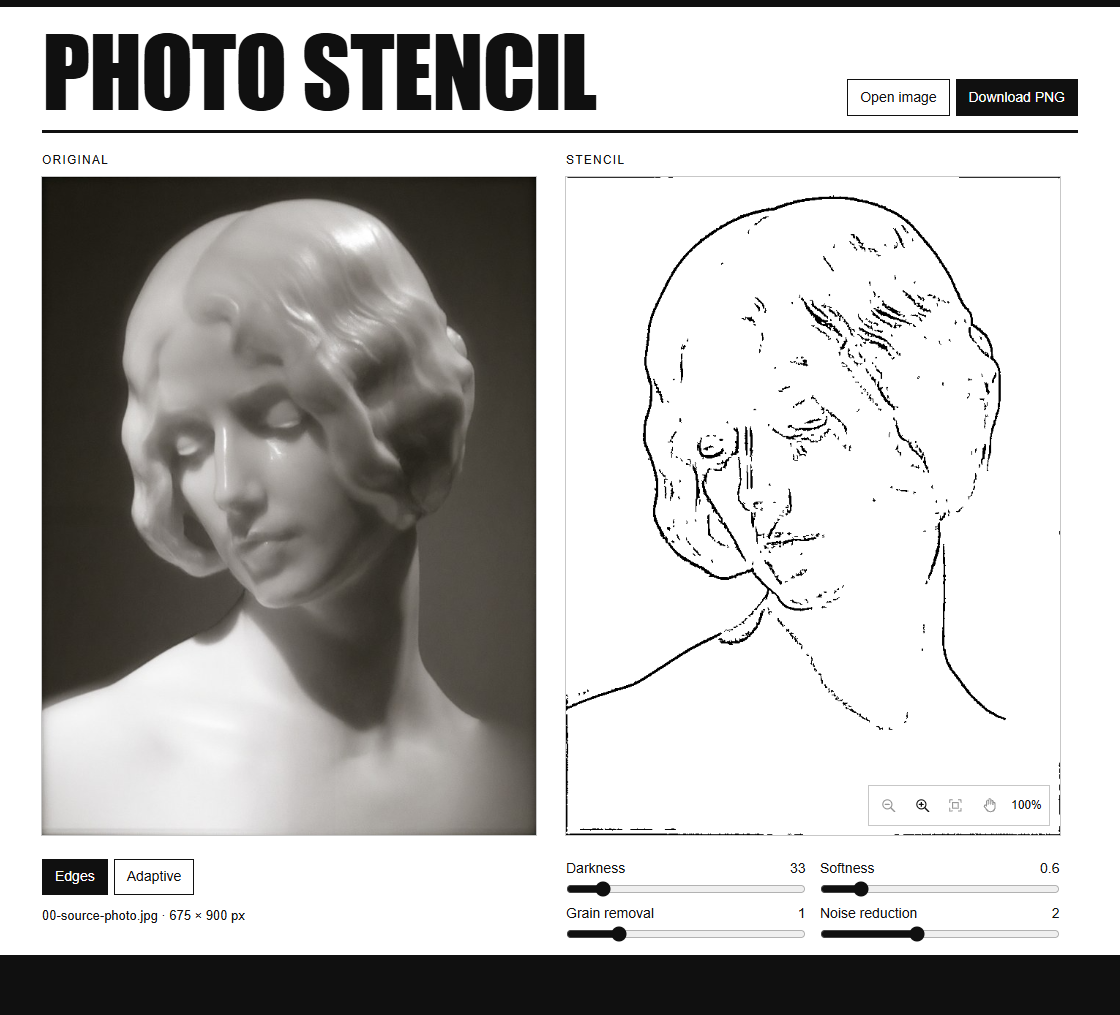 PHOTO STENCIL
Open image
Download PNG
ORIGINAL
STENCIL
100%
Edges
Adaptive
00-source-photo.jpg · 675 × 900 px
Darkness 33
Softness 0.6
Grain removal 1
Noise reduction 2